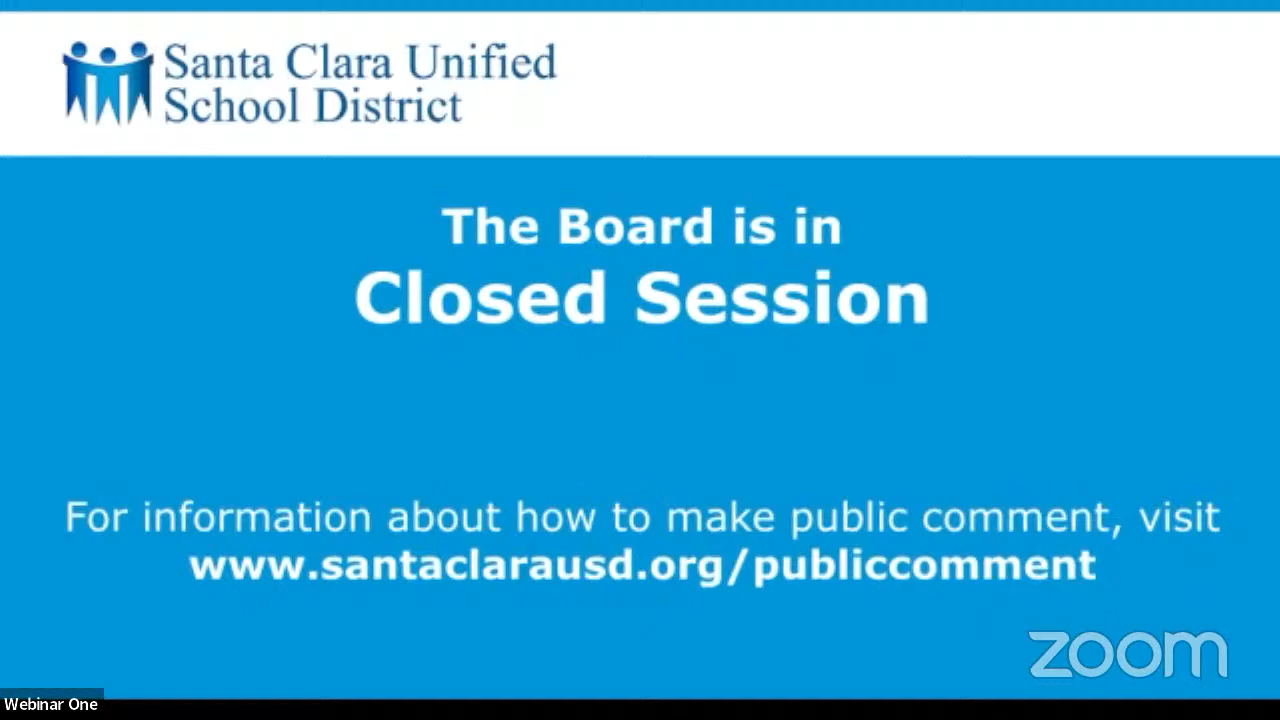 Santa Clara Unified
School District
The Board is in
Closed Session
For information about how to make public comment, visit
www.santaclarausd.org/publiccomment
zoom
Webinar One